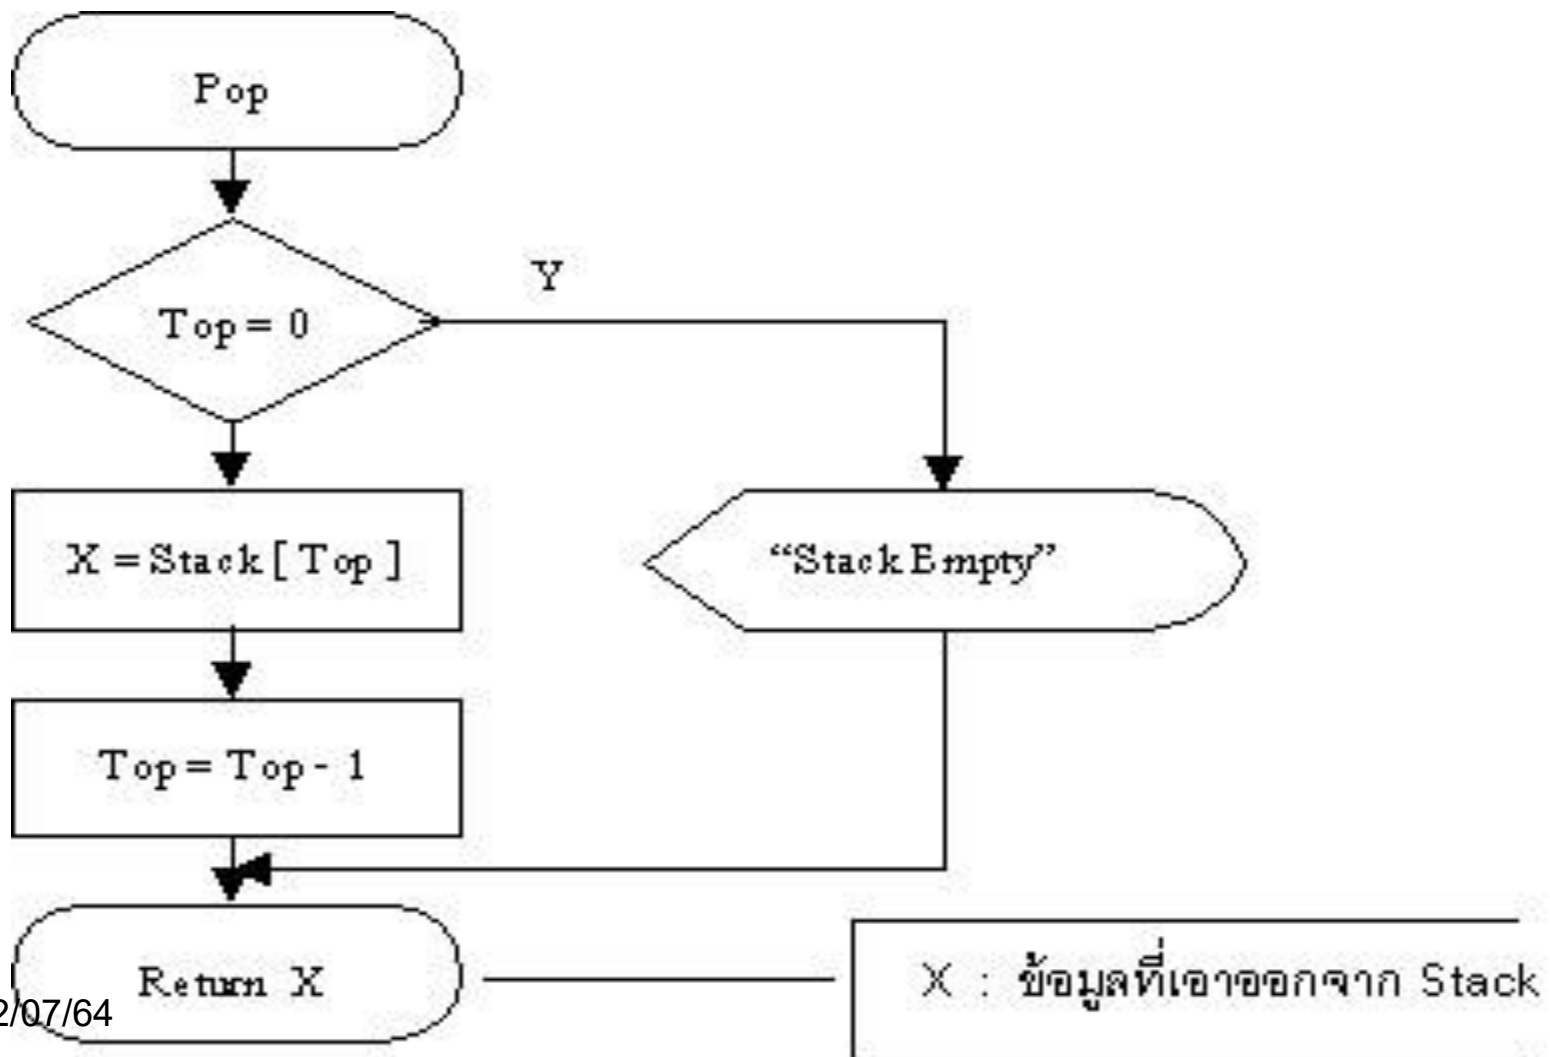 Pop
Top = 0
Y
X = Stack [ Top ]
“Stack Empty”
Top = Top - 1
Return X
X : ข้อมูลที่เอาออกจาก Stack
2/07/64